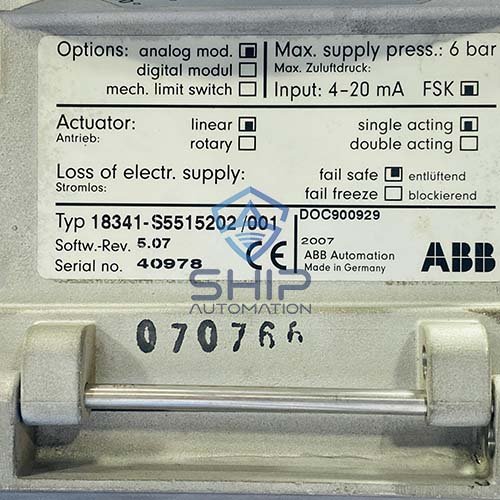 Options: analog mod. Max. supply press.: 6 bar
digital modul Max. Zuluftdruck:
mech. limit switch Input: 4-20 mA FSK
Actuator: linear single acting
Antrieb: rotary double acting
Loss of electr. supply: fail safe entlüftend
Stromlos: fail freeze blockierend
Typ 18341-S5515202/001 DOC900929
Softw.-Rev. 5.07 2007
ABB Automation
Serial no. 40978 CE Made in Germany ABB
SHIP
AUTOMATION
070766